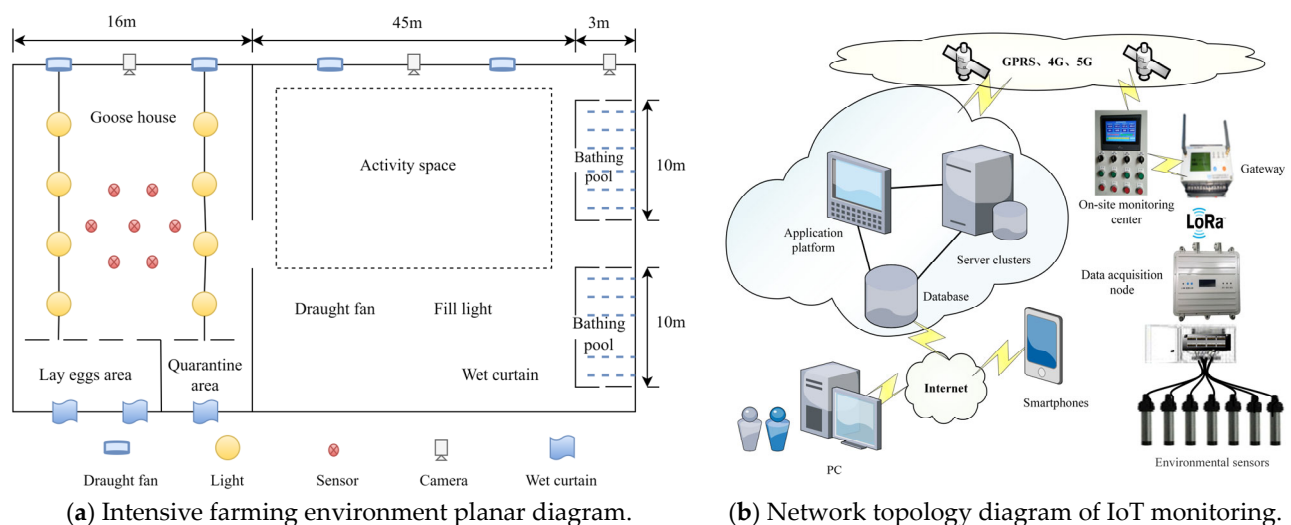 16m
45m
3m
Goose house
Activity space
Bathing
pool
10m
Draught fan
Fill light
Bathing
pool
10m
Wet curtain
Lay eggs area
Quarantine
area
Draught fan
Light
Sensor
Camera
Wet curtain
(a) Intensive farming environment planar diagram.
GPRS、4G、5G
Gateway
On-site monitoring
center
LoRa
Application
platform
Server clusters
Data acquisition
node
Database
Internet
Smartphones
PC
Environmental sensors
(b) Network topology diagram of IoT monitoring.